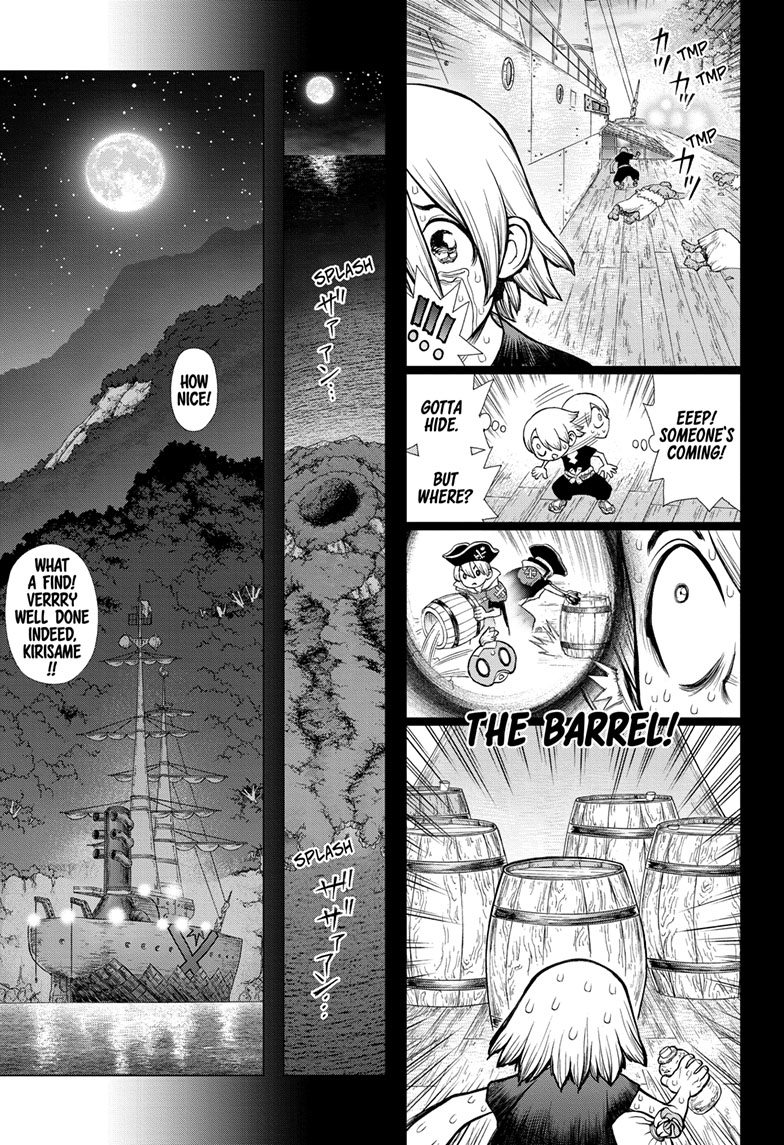 カッ
TMP
カッ
TMP
TMP
カッ
!!!
...
EEEP!
SOMEONE'S
COMING!
GOTTA
HIDE.
BUT
WHERE?
THE BARREL!
SPLASH
ザァァン...
SPLASH
ザザァァン...
HOW
NICE!
WHAT
A FIND!
VERRRY
WELL DONE
INDEED,
KIRISAME
!!